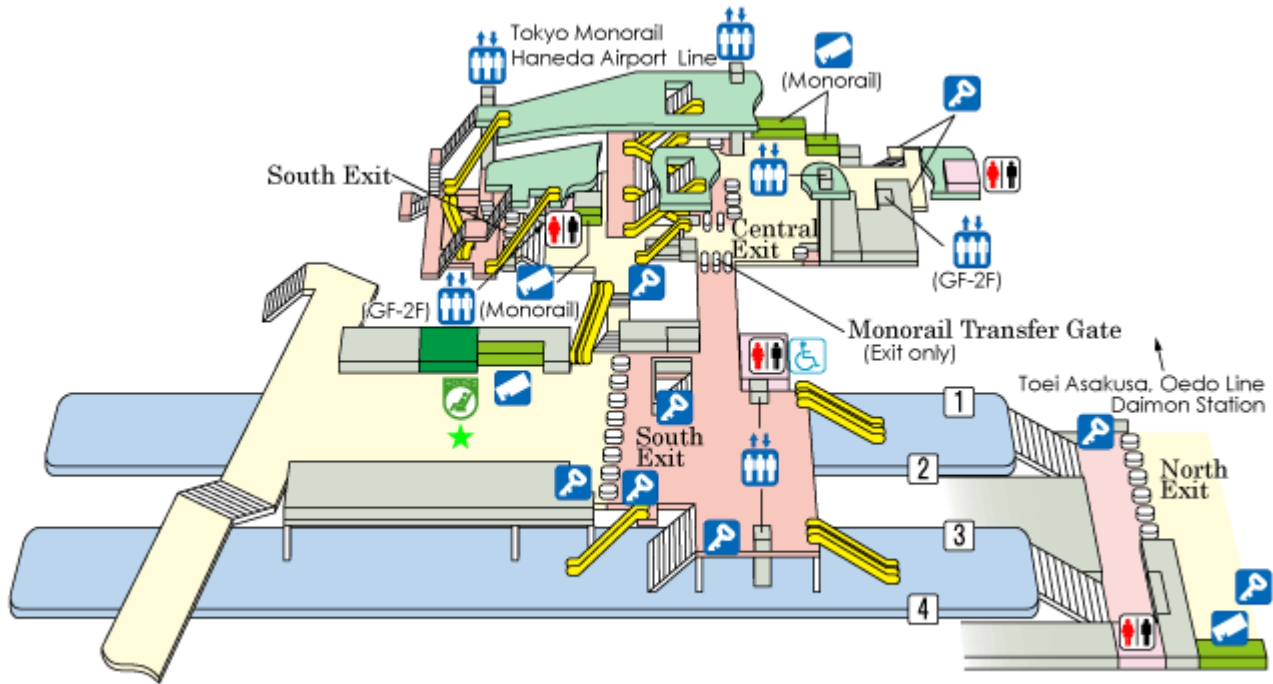 Tokyo Monorail
Haneda Airport Line
(Monorail)
South Exit
Central
Exit
(GF-2F)
(GF-2F)
(Monorail)
Monorail Transfer Gate
(Exit only)
Toei Asakusa, Oedo Line
Daimon Station
1
2
South
Exit
North
Exit
3
4